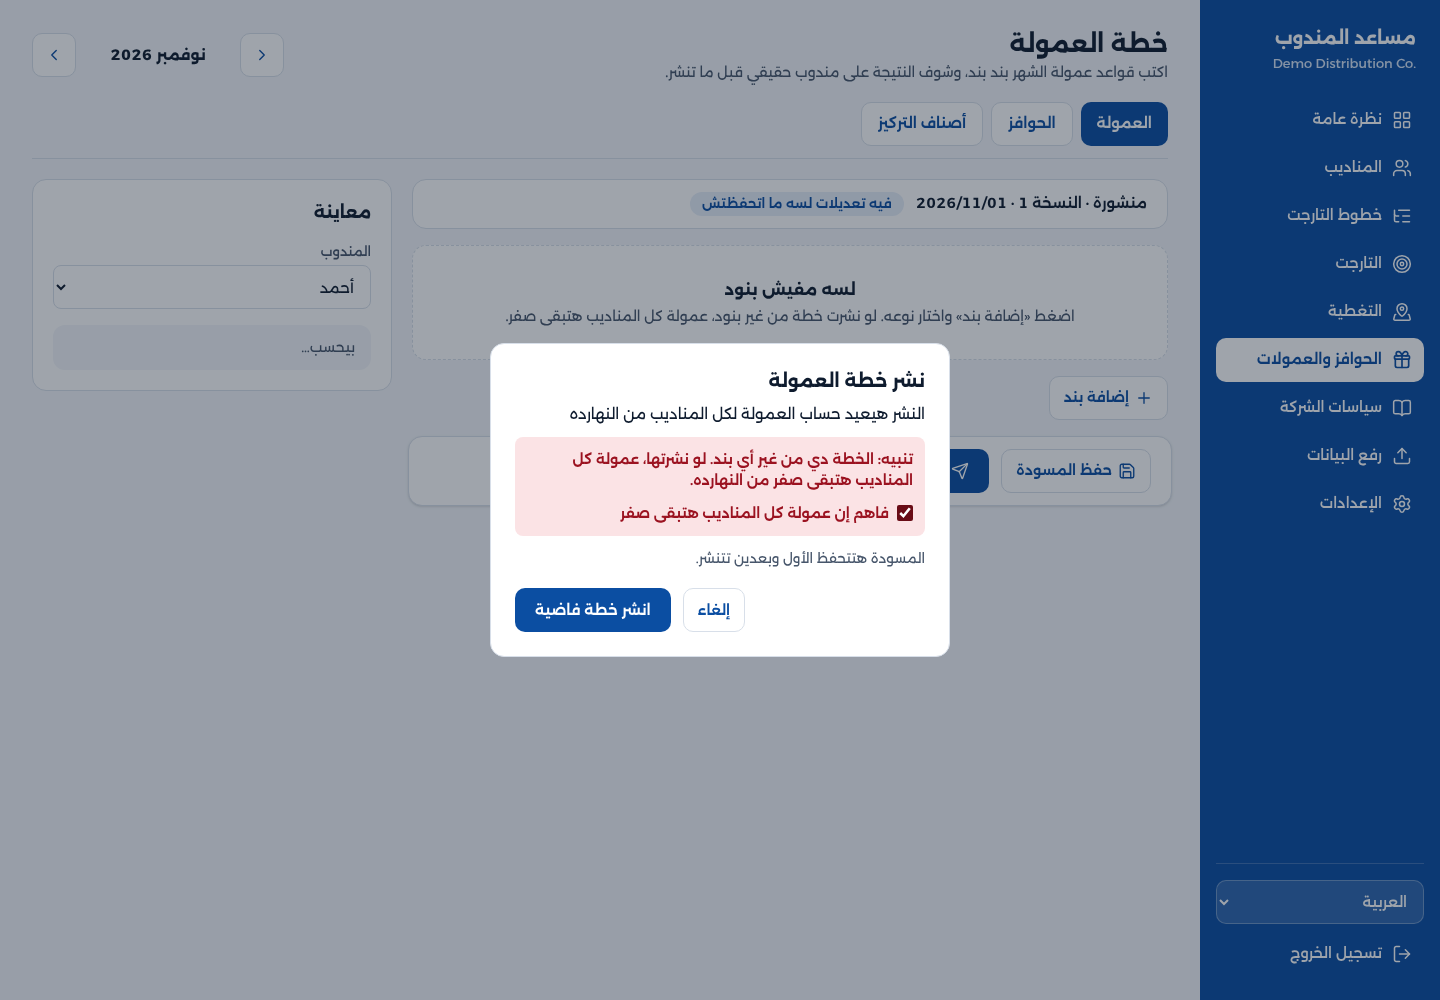 مساعد المندوب
Demo Distribution Co.
نظرة عامة
المناديب
خطوط التارجت
التارجت
التغطية
الحوافز والعمولات
سياسات الشركة
رفع البيانات
الإعدادات
العربية
تسجيل الخروج
خطة العمولة
اكتب قواعد عمولة الشهر بند بند، وشوف النتيجة على مندوب حقيقي قبل ما تنشر.
نوفمبر 2026
العمولة
الحوافز
أصناف التركيز
منشورة · النسخة 1 · 2026/11/01
فيه تعديلات لسه ما اتحفظتش
لسه مفيش بنود
اضغط «إضافة بند» واختار نوعه. لو نشرت خطة من غير بنود، عمولة كل المناديب هتبقى صفر.
إضافة بند
حفظ المسودة
معاينة
المندوب
أحمد
بيحسب…
نشر خطة العمولة
النشر هيعيد حساب العمولة لكل المناديب من النهارده
تنبيه: الخطة دي من غير أي بند. لو نشرتها، عمولة كل
المناديب هتبقى صفر من النهارده.
فاهم إن عمولة كل المناديب هتبقى صفر
المسودة هتتحفظ الأول وبعدين تتنشر.
إلغاء
انشر خطة فاضية